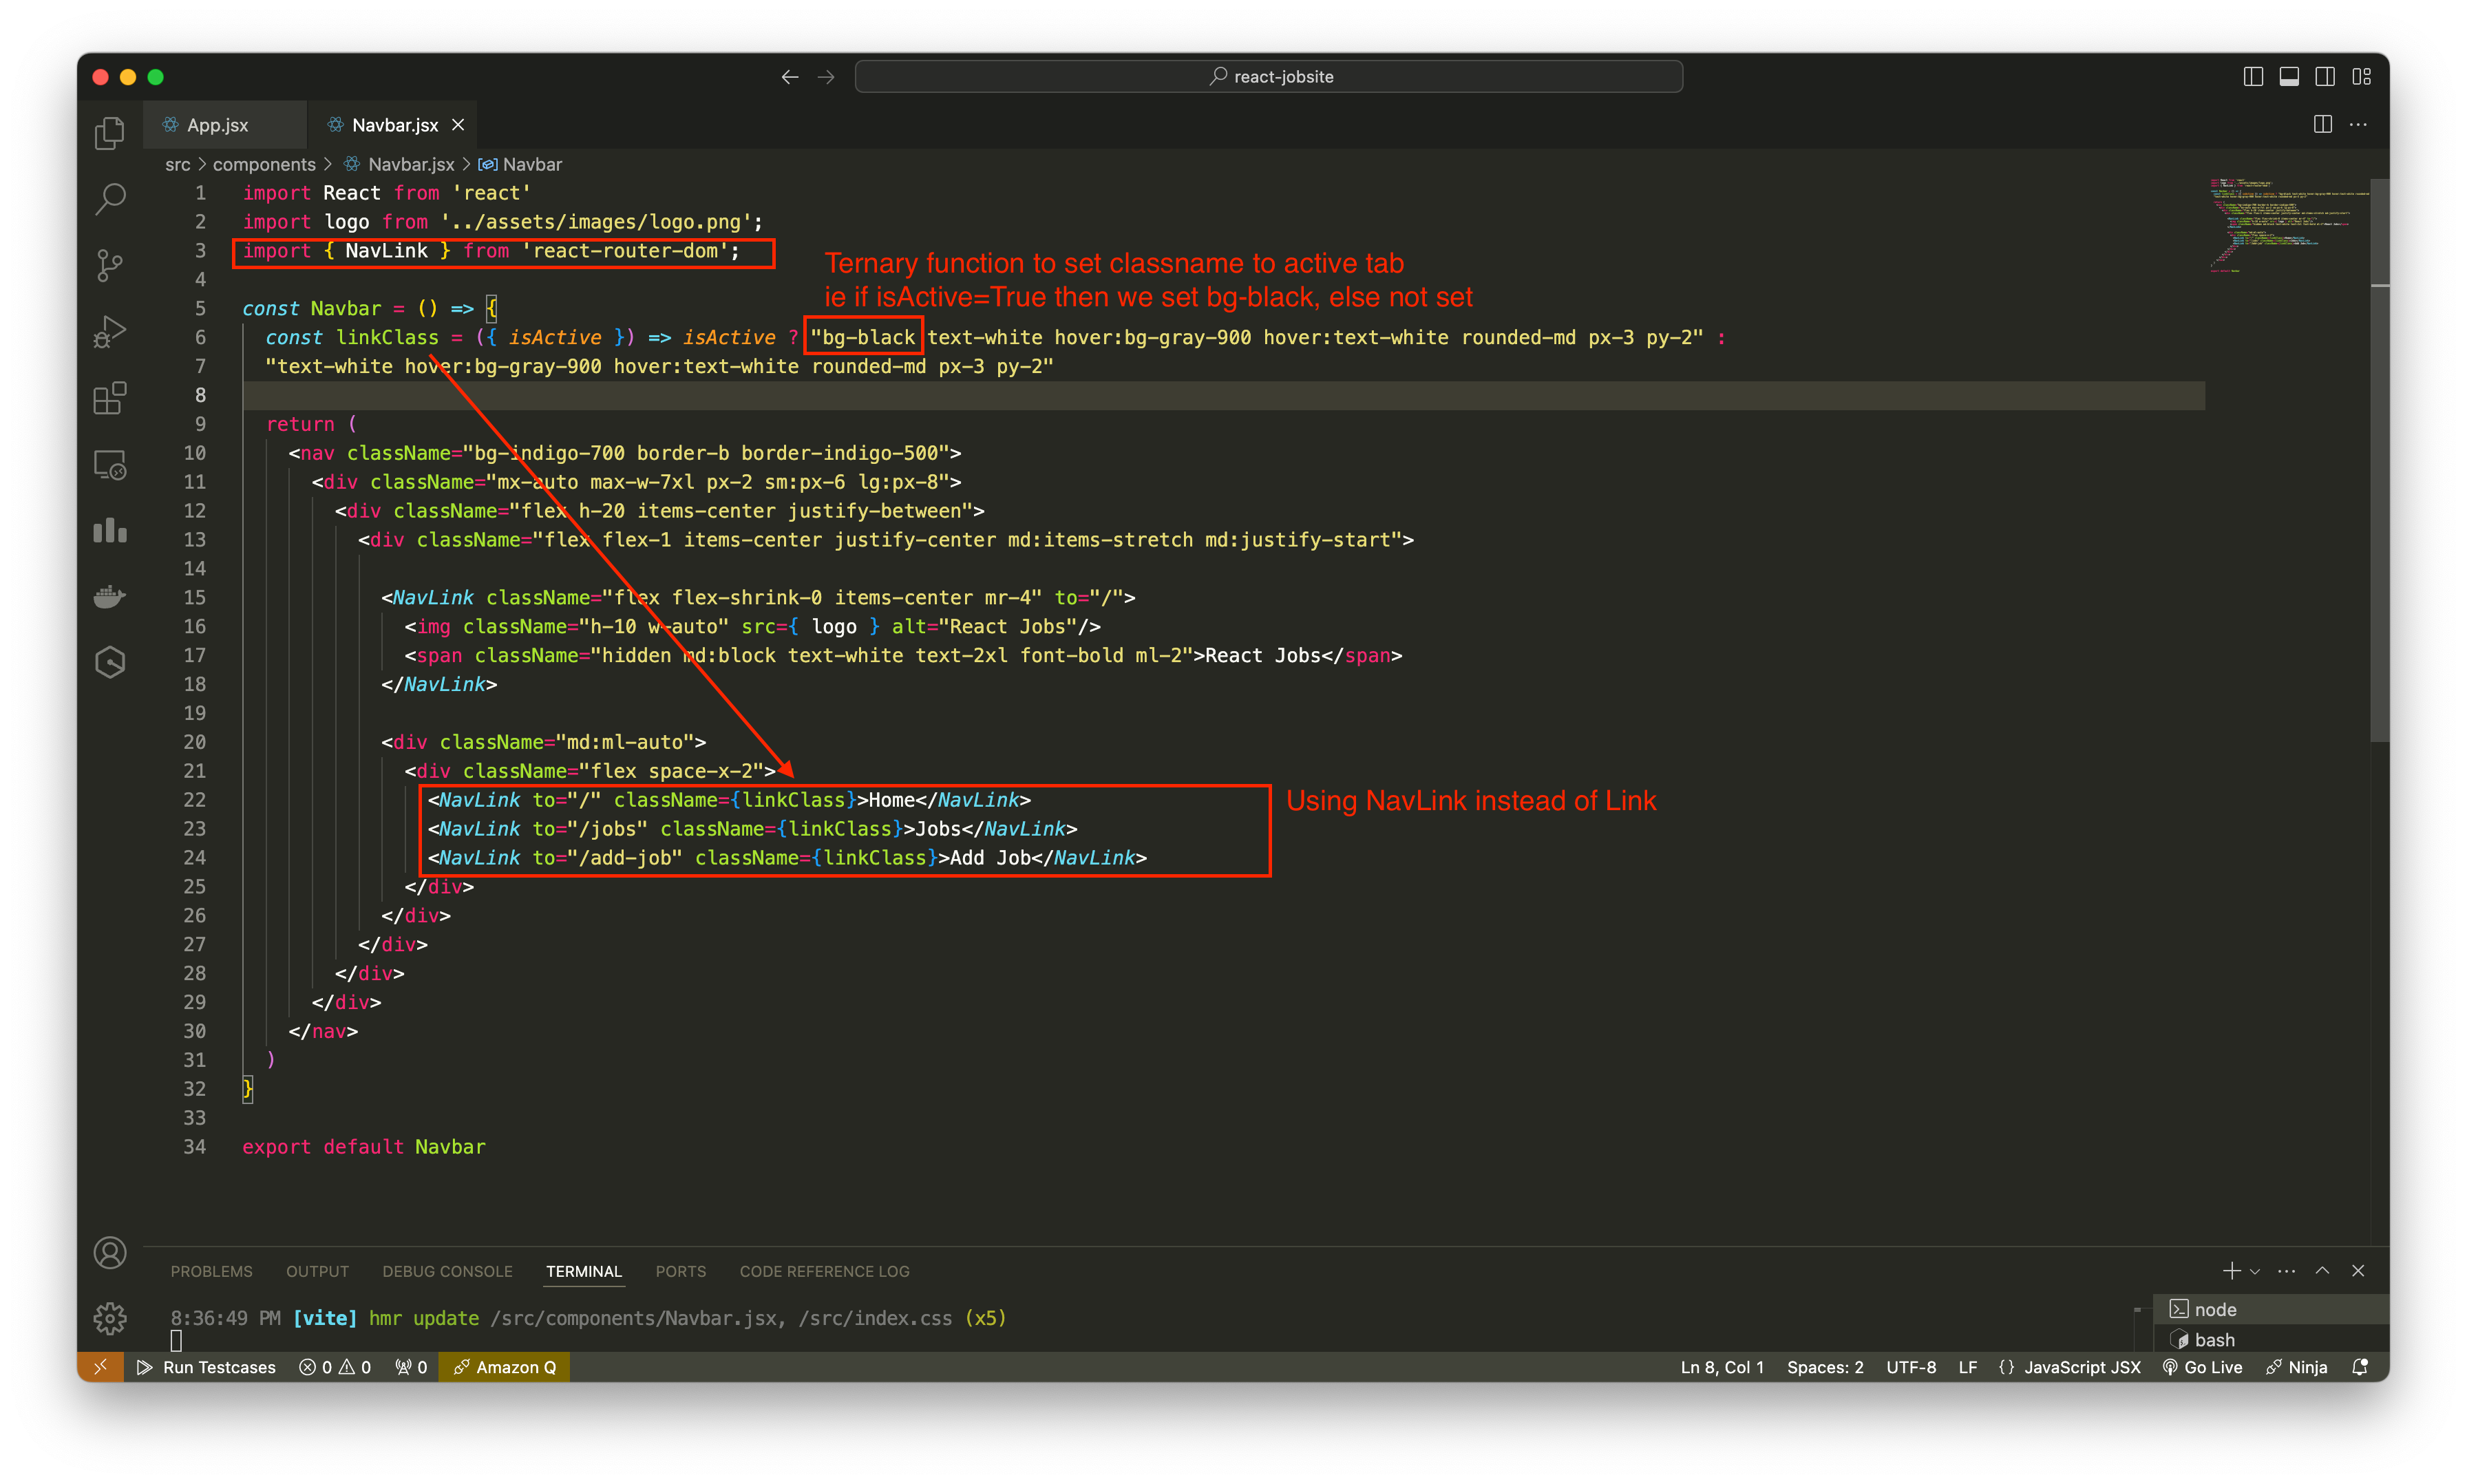 react-jobsite
App.jsx
Navbar.jsx
src > components > Navbar.jsx > Navbar
1 import React from 'react'
2 import logo from '../assets/images/logo.png';
3 import { NavLink } from 'react-router-dom';
Ternary function to set classname to active tab
4
ie if isActive=True then we set bg-black, else not set
5 const Navbar = () => {
6 const linkClass = ({ isActive }) => isActive ? "bg-black text-white hover:bg-gray-900 hover:text-white rounded-md px-3 py-2" :
7 "text-white hover:bg-gray-900 hover:text-white rounded-md px-3 py-2"
8
9 return (
10 <nav className="bg-indigo-700 border-b border-indigo-500">
11 <div className="mx-auto max-w-7xl px-2 sm:px-6 lg:px-8">
12 <div className="flex h-20 items-center justify-between">
13 <div className="flex flex-1 items-center justify-center md:items-stretch md:justify-start">
14
15 <NavLink className="flex flex-shrink-0 items-center mr-4" to="/">
16 <img className="h-10 w-auto" src={ logo } alt="React Jobs"/>
17 <span className="hidden md:block text-white text-2xl font-bold ml-2">React Jobs</span>
18 </NavLink>
19
20 <div className="md:ml-auto">
21 <div className="flex space-x-2">
22 <NavLink to="/" className={linkClass}>Home</NavLink>
Using NavLink instead of Link
23 <NavLink to="/jobs" className={linkClass}>Jobs</NavLink>
24 <NavLink to="/add-job" className={linkClass}>Add Job</NavLink>
25 </div>
26 </div>
27 </div>
28 </div>
29 </div>
30 </nav>
31 )
32 }
33
34 export default Navbar
PROBLEMS OUTPUT DEBUG CONSOLE TERMINAL PORTS CODE REFERENCE LOG
8:36:49 PM [vite] hmr update /src/components/Navbar.jsx, /src/index.css (x5)
node
bash
Run Testcases 0 0 0 Amazon Q Ln 8, Col 1 Spaces: 2 UTF-8 LF {} JavaScript JSX Go Live Ninja